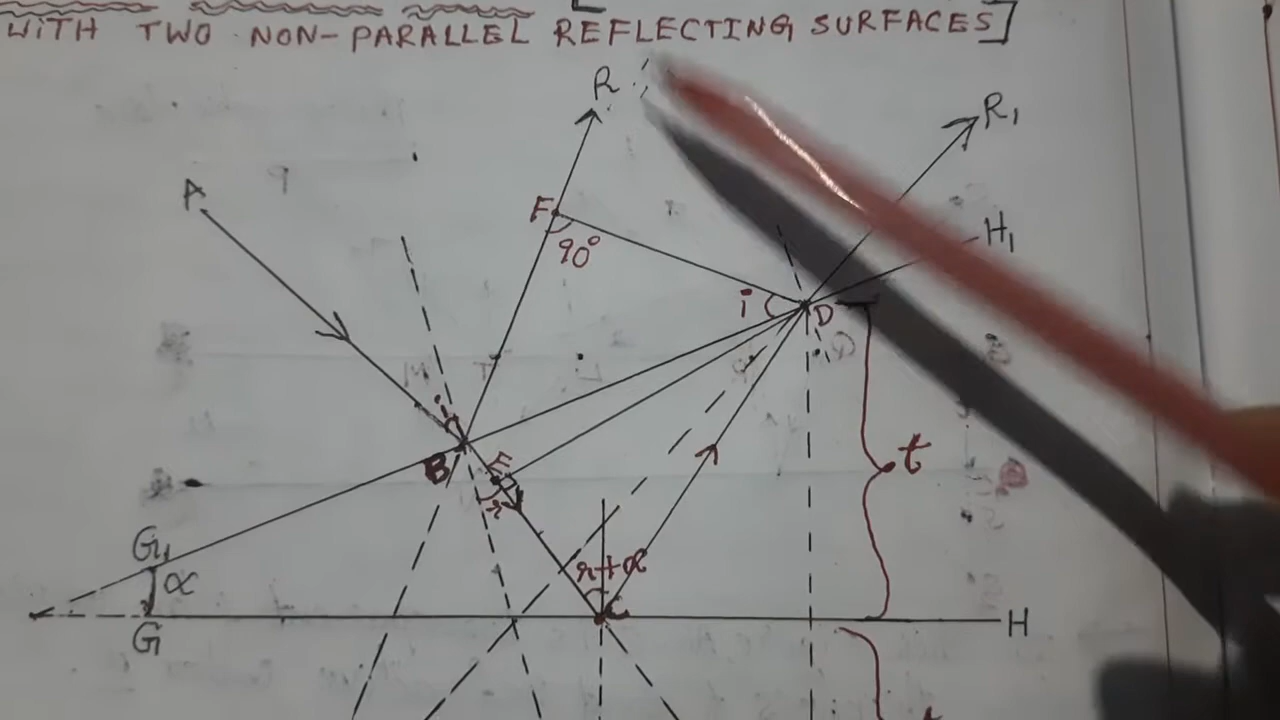 WITH TWO NON-PARALLEL REFLECTING SURFACES]
R
R1
A
F
90°
H1
i
D
i
B
E
r
t
G1
α
r+α
C
G
H